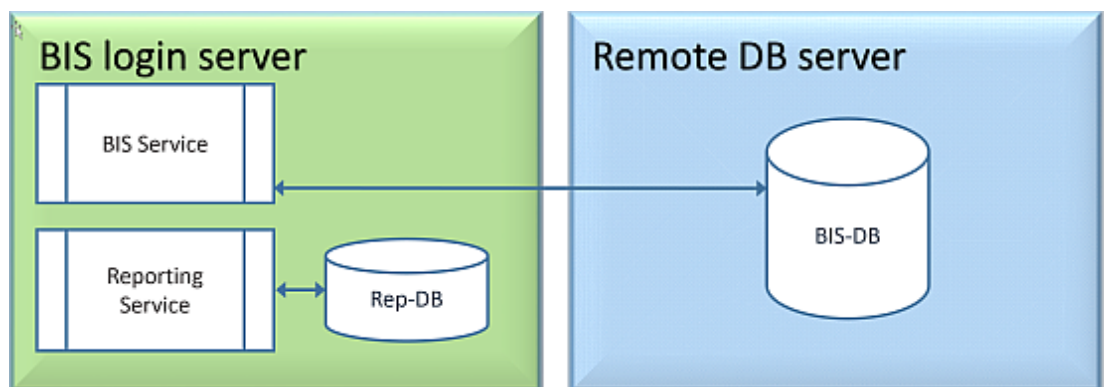 BIS login server
Remote DB server
BIS Service
BIS-DB
Reporting
Service
Rep-DB